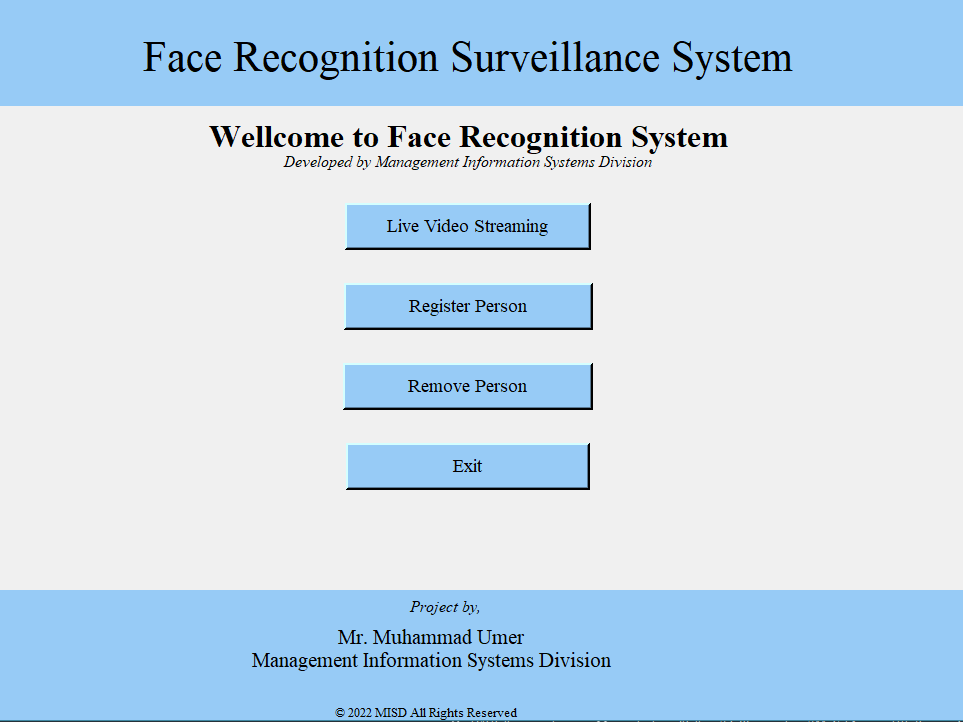 Face Recognition Surveillance System
Wellcome to Face Recognition System
Developed by Management Information Systems Division
Live Video Streaming
Register Person
Remove Person
Exit
Project by,
Mr. Muhammad Umer
Management Information Systems Division
© 2022 MISD All Rights Reserved